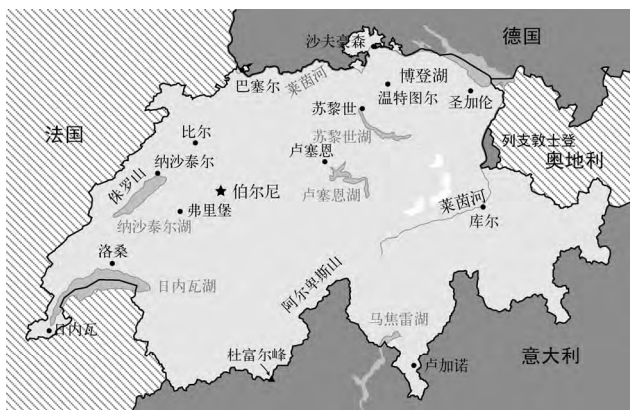 德国
沙夫豪森
莱茵河
巴塞尔
博登湖
温特图尔
圣加伦
苏黎世
苏黎世湖
列支敦士登
奥地利
法国
比尔
纳沙泰尔
侏罗山
卢塞恩
卢塞恩湖
伯尔尼
弗里堡
纳沙泰尔湖
莱茵河
库尔
洛桑
日内瓦湖
日内瓦
阿尔卑斯山
马焦雷湖
杜富尔峰
卢加诺
意大利